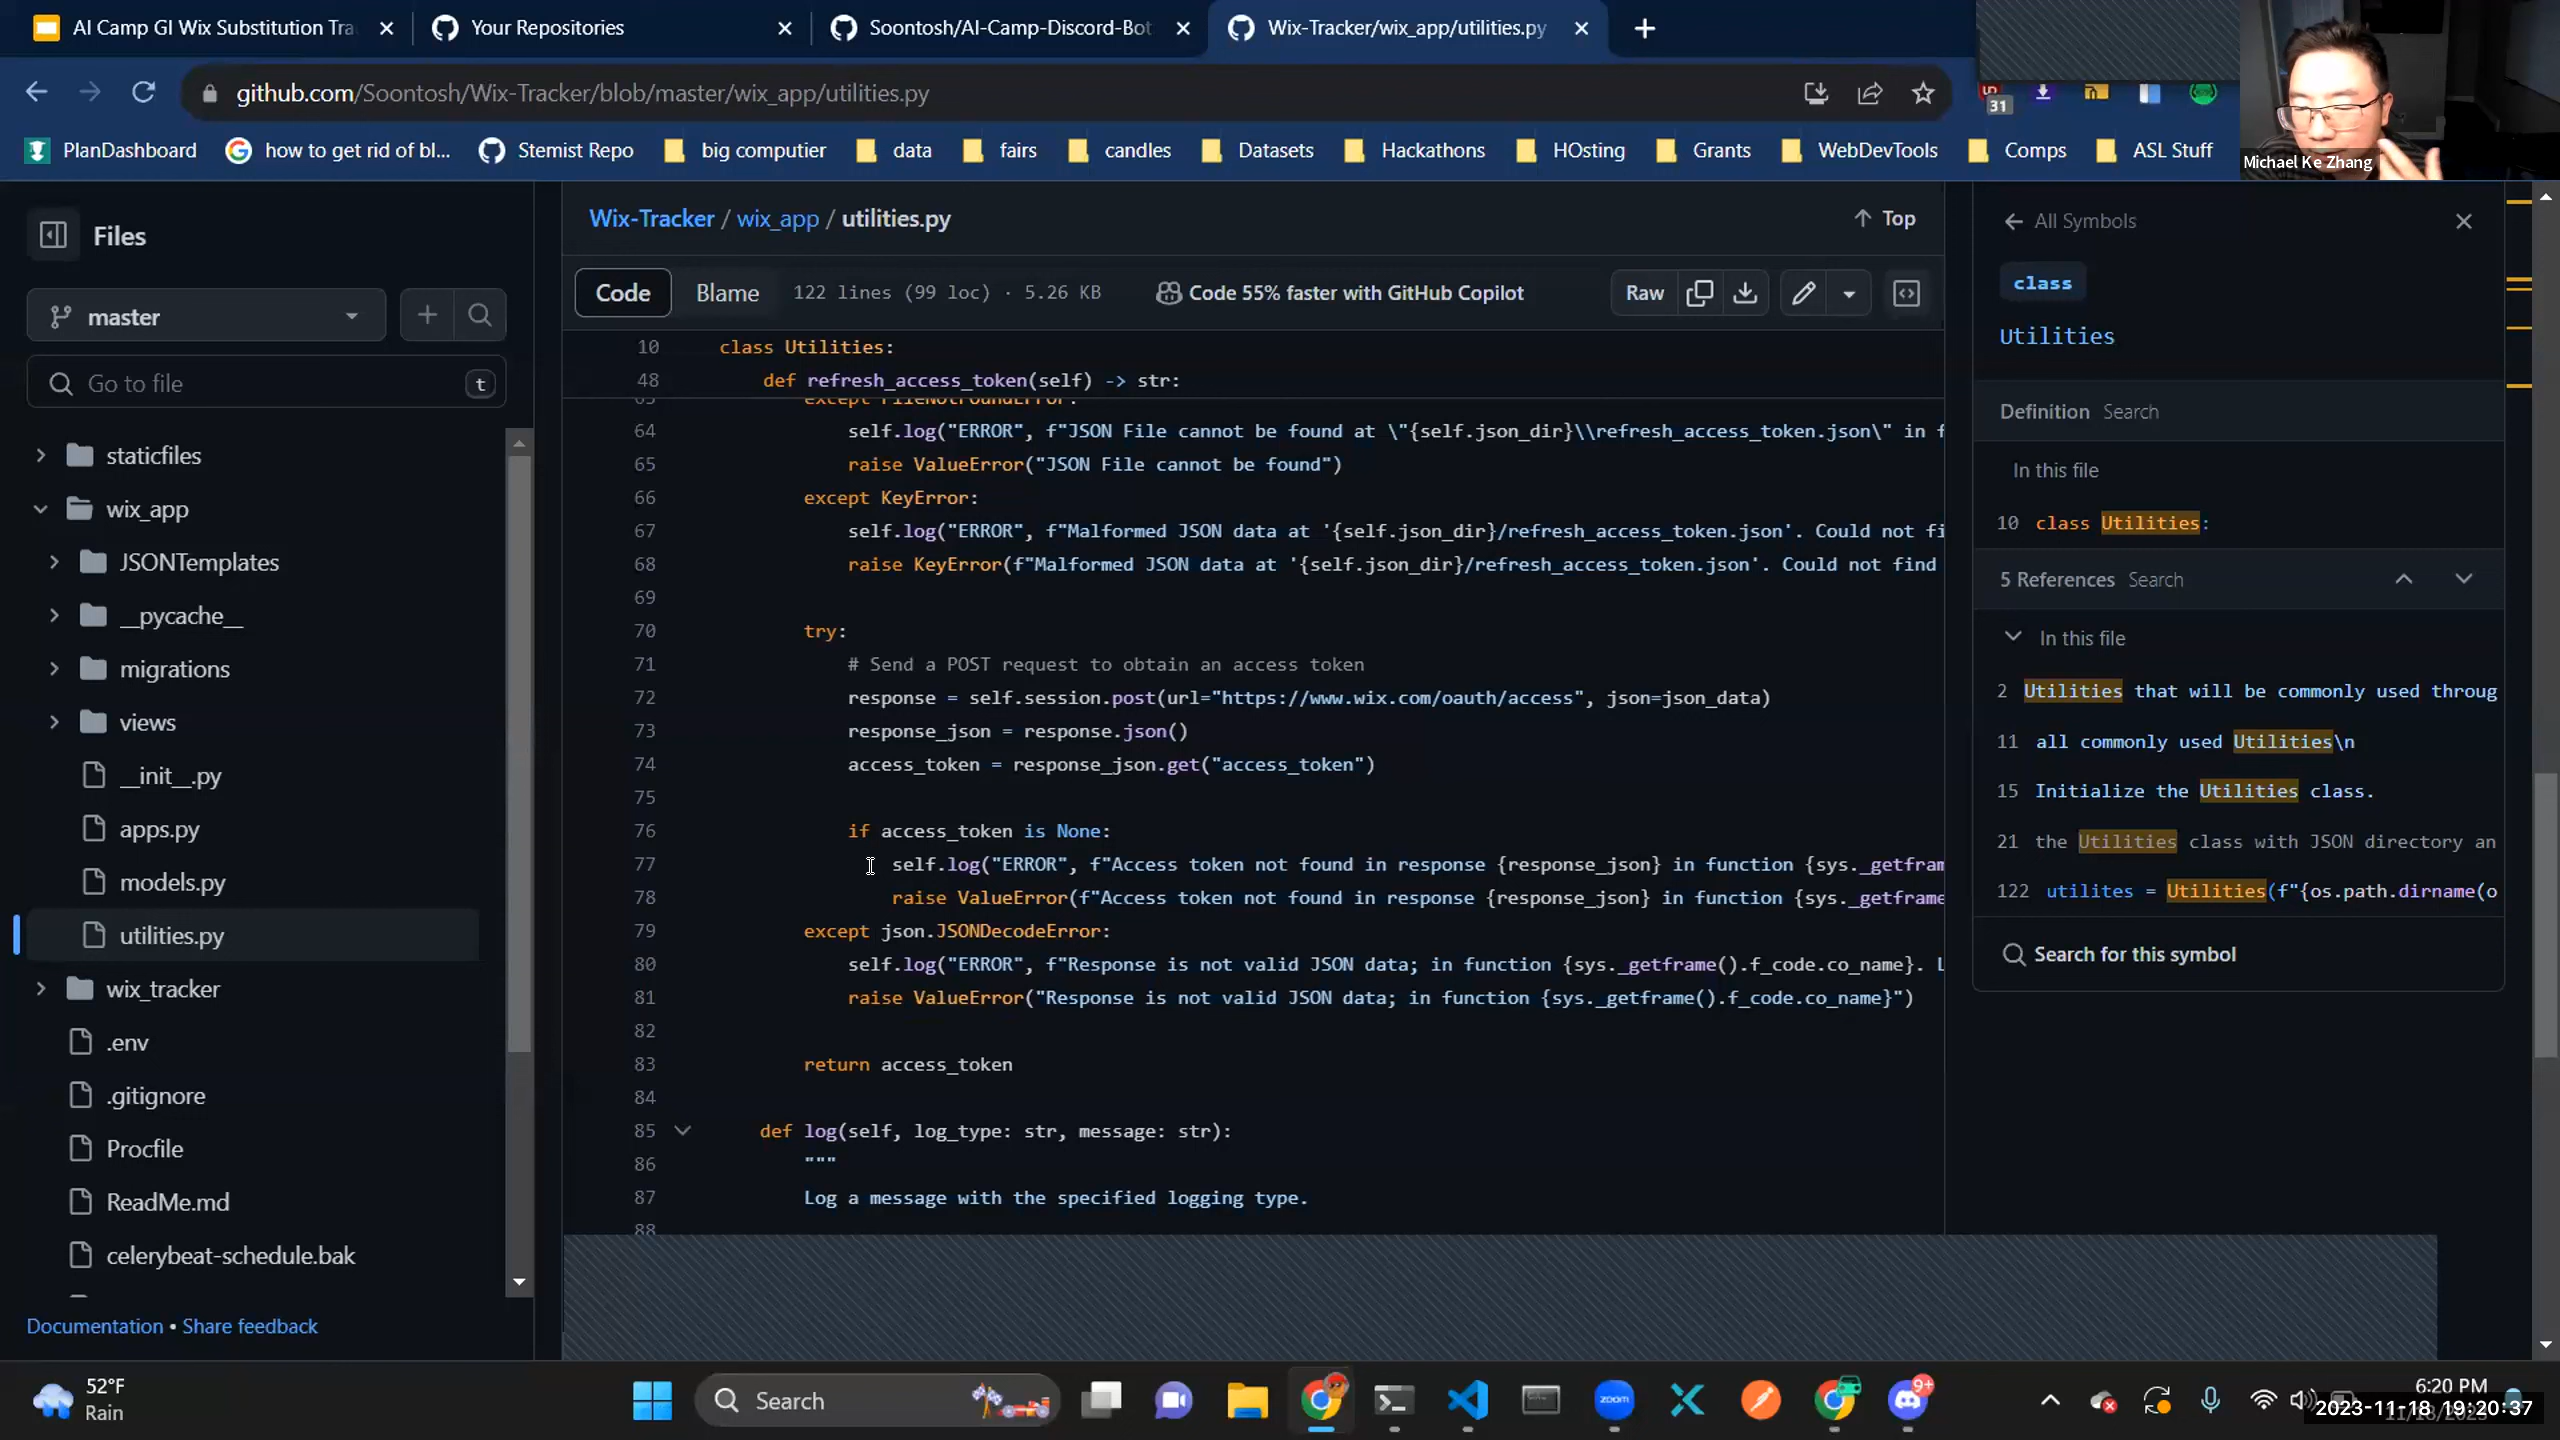 AI Camp GI Wix Substitution Tra
Your Repositories
Soontosh/AI-Camp-Discord-Bot
Wix-Tracker/wix_app/utilities.py
github.com/Soontosh/Wix-Tracker/blob/master/wix_app/utilities.py
31
PlanDashboard
how to get rid of bl...
Stemist Repo
big computier
data
fairs
candles
Datasets
Hackathons
HOsting
Grants
WebDevTools
Comps
ASL Stuff
Michael Ke Zhang
Files
master
Go to file
t
staticfiles
wix_app
JSONTemplates
__pycache__
migrations
views
__init__.py
apps.py
models.py
utilities.py
wix_tracker
.env
.gitignore
Procfile
ReadMe.md
celerybeat-schedule.bak
Documentation • Share feedback
Wix-Tracker / wix_app / utilities.py
Top
Code
Blame
122 lines (99 loc) · 5.26 KB
Code 55% faster with GitHub Copilot
Raw
10 class Utilities:
48 def refresh_access_token(self) -> str:
except FileNotFoundError:
64 self.log("ERROR", f"JSON File cannot be found at \"{self.json_dir}\\refresh_access_token.json\" in f
65 raise ValueError("JSON File cannot be found")
66 except KeyError:
67 self.log("ERROR", f"Malformed JSON data at '{self.json_dir}/refresh_access_token.json'. Could not fi
68 raise KeyError(f"Malformed JSON data at '{self.json_dir}/refresh_access_token.json'. Could not find
69
70 try:
71 # Send a POST request to obtain an access token
72 response = self.session.post(url="https://www.wix.com/oauth/access", json=json_data)
73 response_json = response.json()
74 access_token = response_json.get("access_token")
75
76 if access_token is None:
77 self.log("ERROR", f"Access token not found in response {response_json} in function {sys._getfram
78 raise ValueError(f"Access token not found in response {response_json} in function {sys._getframe
79 except json.JSONDecodeError:
80 self.log("ERROR", f"Response is not valid JSON data; in function {sys._getframe().f_code.co_name}. L
81 raise ValueError("Response is not valid JSON data; in function {sys._getframe().f_code.co_name}")
82
83 return access_token
84
85 def log(self, log_type: str, message: str):
86 """
87 Log a message with the specified logging type.
88
All Symbols
class
Utilities
Definition Search
In this file
10 class Utilities:
5 References Search
In this file
2 Utilities that will be commonly used throug
11 all commonly used Utilities\n
15 Initialize the Utilities class.
21 the Utilities class with JSON directory an
122 utilites = Utilities(f"{os.path.dirname(o
Search for this symbol
52°F
Rain
Search
zoom
9+
6:20 PM
2023-11-18 19:20:37